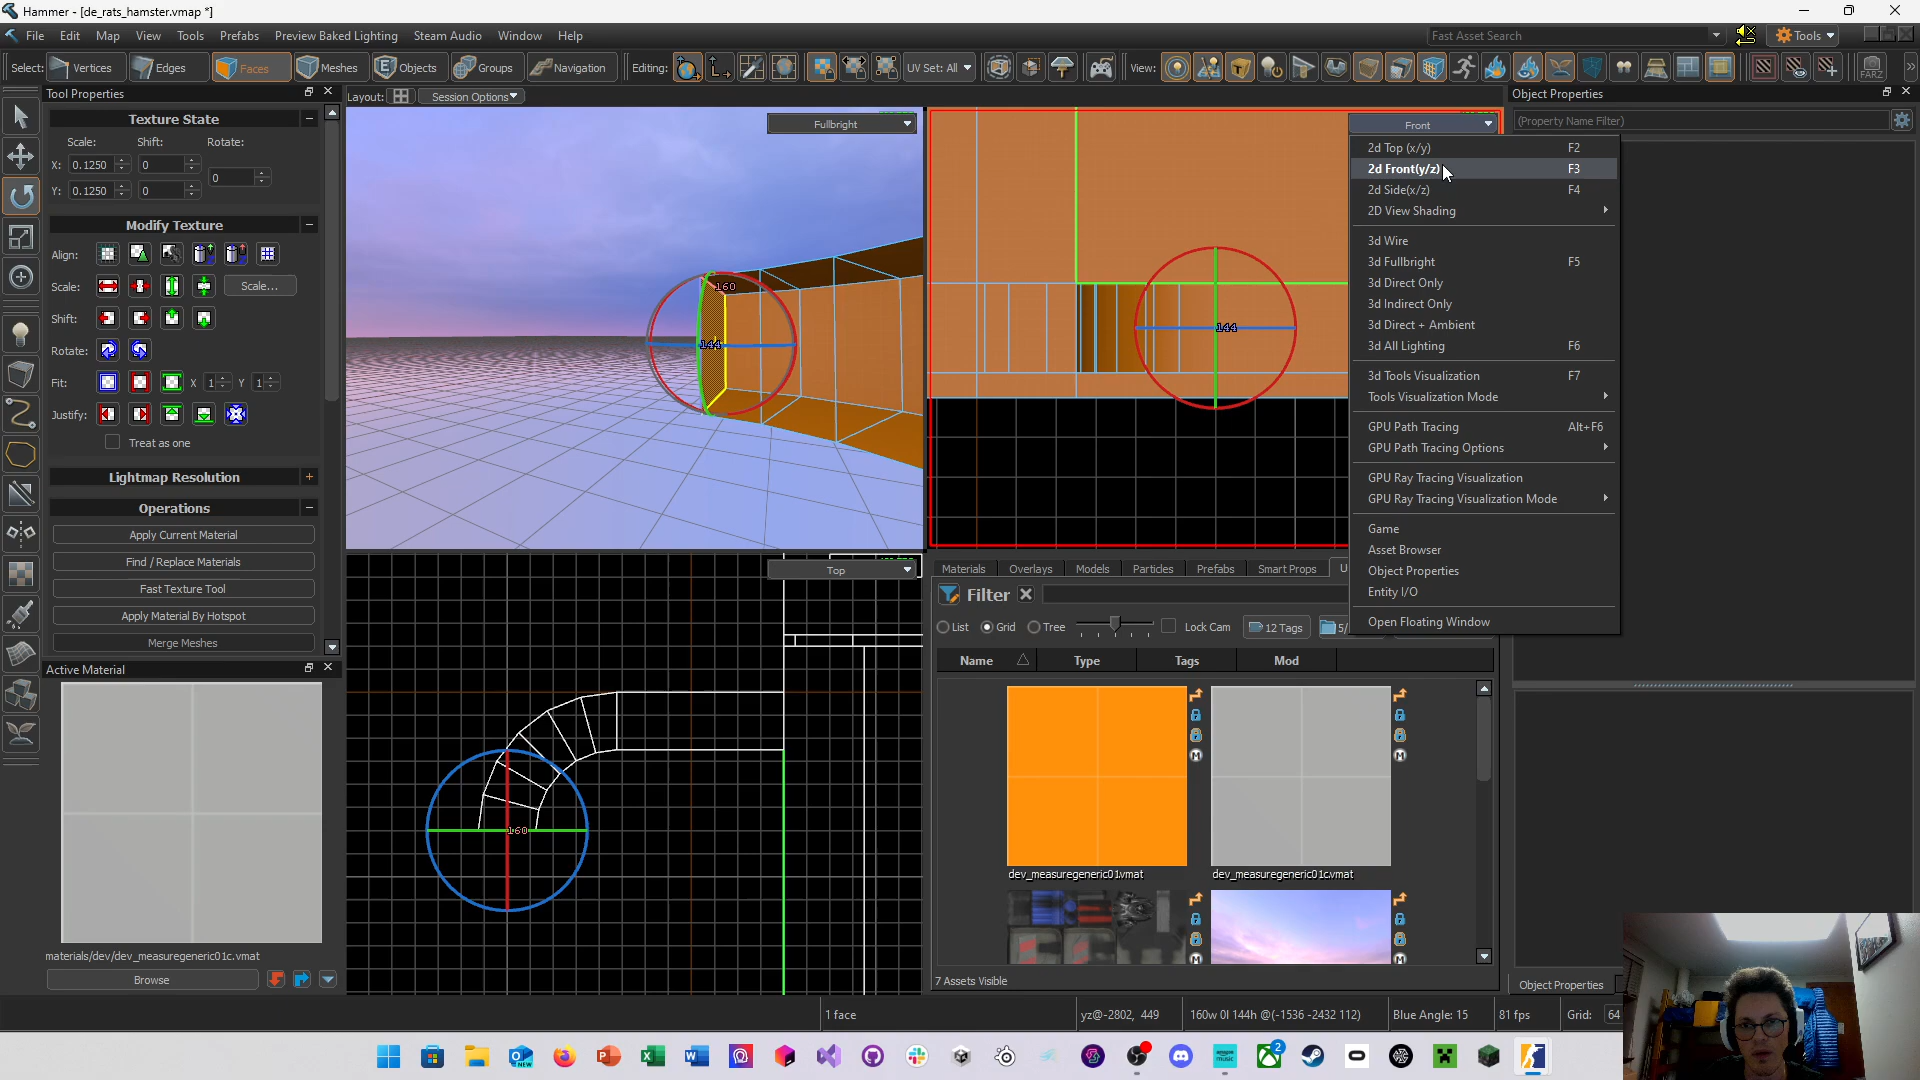 Hammer - [de_rats_hamster.vmap *]
File Edit Map View Tools Prefabs Preview Baked Lighting Steam Audio Window Help
Fast Asset Search
Tools
Select: Vertices Edges Faces Meshes Objects Groups Navigation Editing: UV Set: All View:
FARZ
Tool Properties
Layout: Session Options
Object Properties
Texture State
Scale: Shift: Rotate:
X: 0.1250 0
0
Y: 0.1250 0
Modify Texture
Align:
Scale: Scale...
Shift:
Rotate:
Fit: X 1 Y 1
Justify:
Treat as one
Lightmap Resolution
Operations
Apply Current Material
Find / Replace Materials
Fast Texture Tool
Apply Material By Hotspot
Merge Meshes
Active Material
materials/dev/dev_measuregeneric01c.vmat
Browse
Fullbright
160
144
Front
144
(Property Name Filter)
2d Top (x/y) F2
2d Front(y/z) F3
2d Side(x/z) F4
2D View Shading
3d Wire
3d Fullbright F5
3d Direct Only
3d Indirect Only
3d Direct + Ambient
3d All Lighting F6
3d Tools Visualization F7
Tools Visualization Mode
GPU Path Tracing Alt+F6
GPU Path Tracing Options
GPU Ray Tracing Visualization
GPU Ray Tracing Visualization Mode
Game
Asset Browser
Object Properties
Entity I/O
Open Floating Window
Top
160
Materials Overlays Models Particles Prefabs Smart Props U
Filter
List Grid Tree Lock Cam 12 Tags 5/
Name Type Tags Mod
dev_measuregeneric01.vmat dev_measuregeneric01c.vmat
7 Assets Visible
Object Properties
1 face yz@-2802, 449 160w 0l 144h @(-1536 -2432 112) Blue Angle: 15 81 fps Grid: 64
NEW
music
2